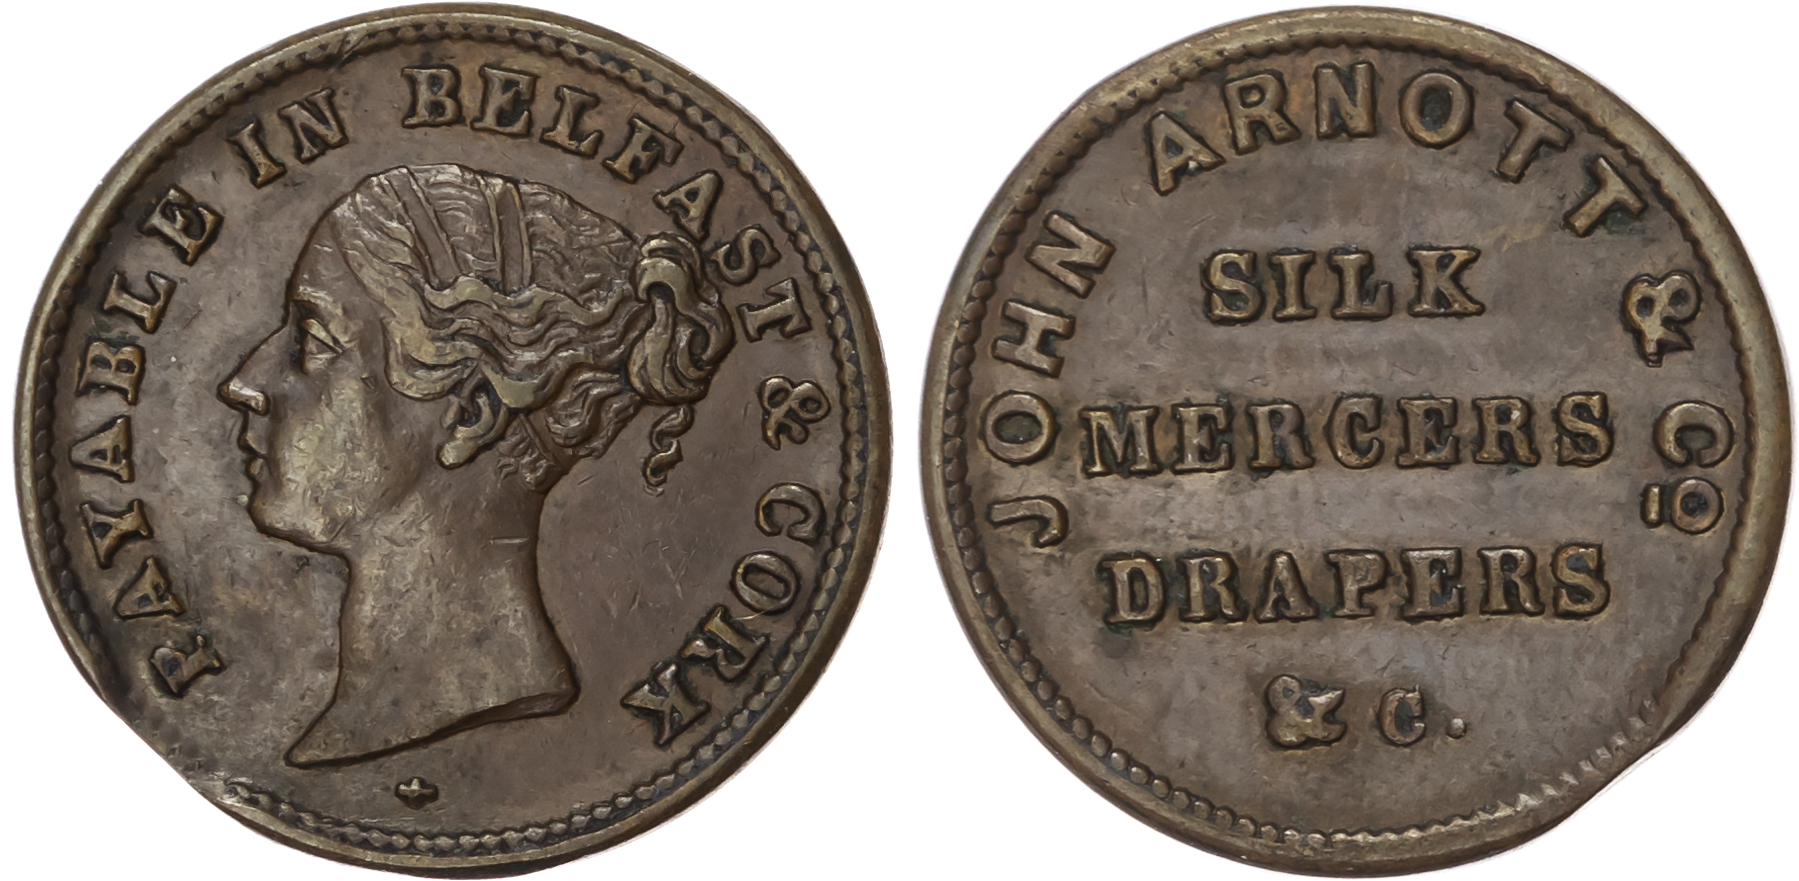 PAYABLE IN BELFAST & CORK
JOHN ARNOTT & Co
SILK
MERCERS
DRAPERS
& C.